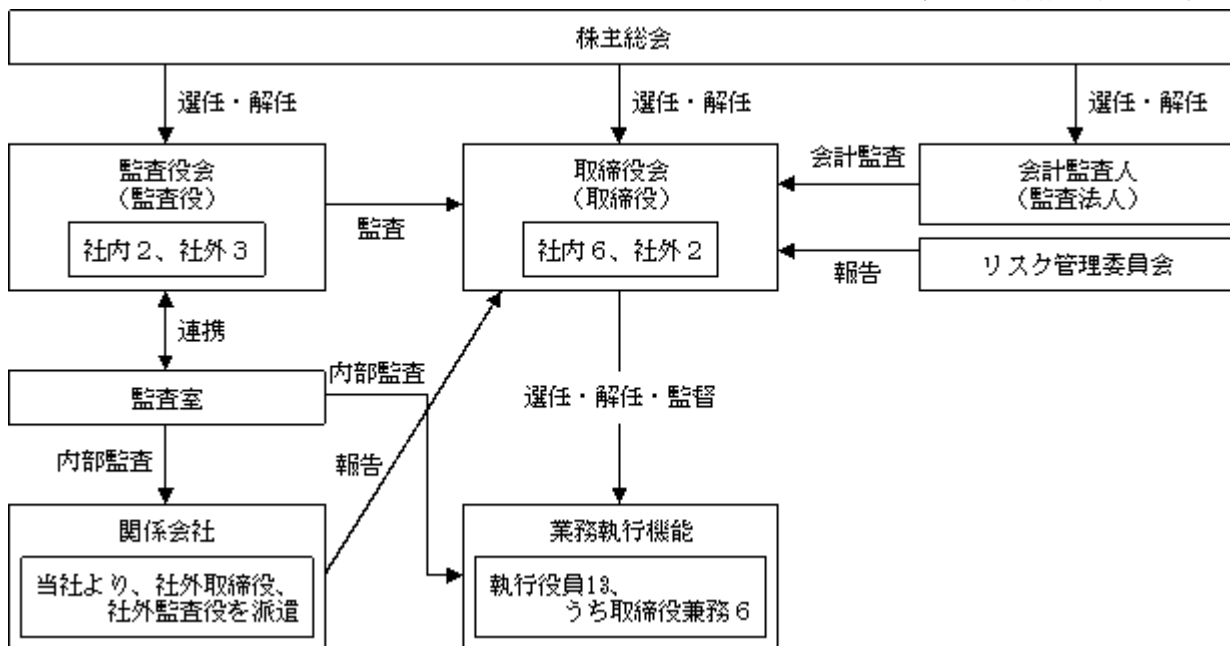 株主総会
選任・解任
選任・解任
選任・解任
監査役会
（監査役）
社内２、社外３
監査
取締役会
（取締役）
社内６、社外２
会計監査
会計監査人
（監査法人）
報告
リスク管理委員会
連携
監査室
内部監査
選任・解任・監督
内部監査
報告
関係会社
当社より、社外取締役、
社外監査役を派遣
業務執行機能
執行役員13、
うち取締役兼務６